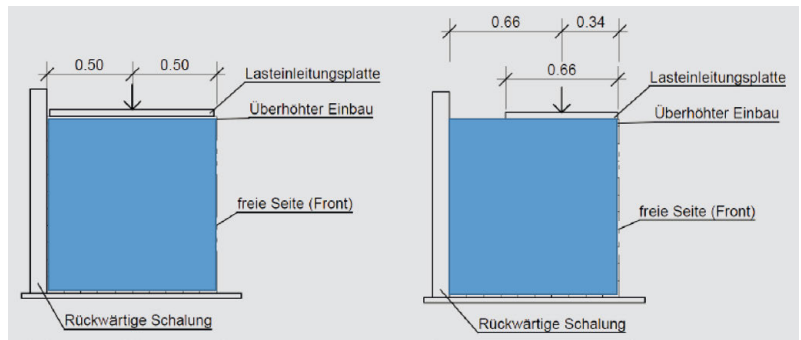 0.50 0.50
Lasteinleitungsplatte
Überhöhter Einbau
freie Seite (Front)
Rückwärtige Schalung
0.66 0.34
0.66
Lasteinleitungsplatte
Überhöhter Einbau
freie Seite (Front)
Rückwärtige Schalung